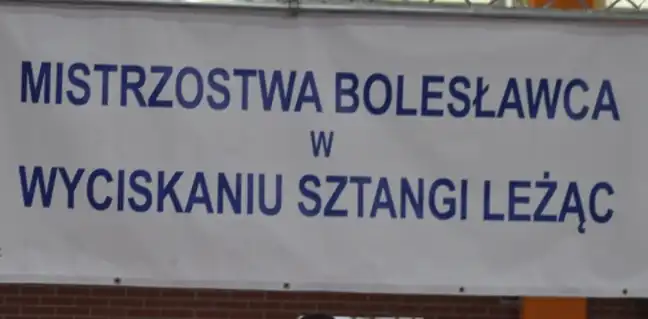 MISTRZOSTWA BOLESŁAWCA
W
WYCISKANIU SZTANGI LEŻĄC